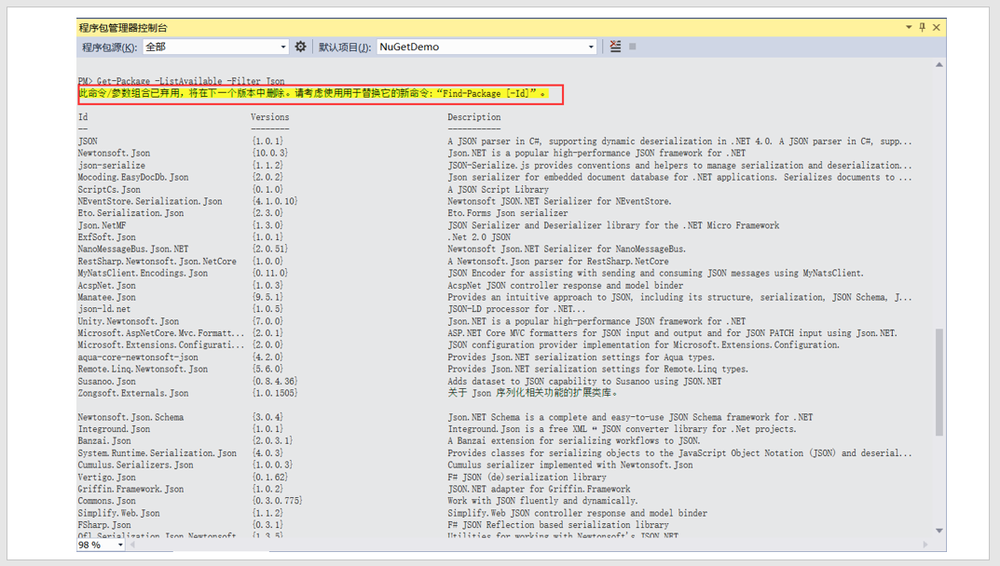 程序包管理器控制台
程序包源(K): 全部 默认项目(J): NuGetDemo
PM> Get-Package -ListAvailable -Filter Json
此命令/参数组合已弃用，将在下一个版本中删除。请考虑使用用于替换它的新命令: “Find-Package [-Id]”。
Id Versions Description
-- -------- -----------
JSON {1.0.1} A JSON parser in C#, supporting dynamic deserialization in .NET 4.0. A JSON parser in C#, supp...
Newtonsoft.Json {10.0.3} Json.NET is a popular high-performance JSON framework for .NET
json-serialize {1.1.2} JSON-Serialize.js provides conventions and helpers to manage serialization and deserialization...
Mocoding.EasyDocDb.Json {2.0.2} Json serializer for embedded document database for .NET applications. Serializes documents to ...
ScriptCs.Json {0.1.0} A JSON Script Library
NEventStore.Serialization.Json {4.1.0.10} Newtonsoft JSON.NET Serializer for NEventStore.
Eto.Serialization.Json {2.3.0} Eto.Forms Json serializer
Json.NetMF {1.3.0} JSON Serializer and Deserializer library for the .NET Micro Framework
ExfSoft.Json {1.0.1} .Net 2.0 JSON
NanoMessageBus.Json.NET {2.0.51} Newtonsoft Json.NET Serializer for NanoMessageBus.
RestSharp.Newtonsoft.Json.NetCore {1.0.0} A Newtonsoft.Json parser for RestSharp.NetCore
MyNatsClient.Encodings.Json {0.11.0} JSON Encoder for assisting with sending and consuming JSON messages using MyNatsClient.
AcspNet.Json {1.0.3} AcspNet JSON controller response and model binder
Manatee.Json {9.5.1} Provides an intuitive approach to JSON, including its structure, serialization, JSON Schema, J...
json-ld.net {1.0.5} JSON-LD processor for .NET...
Unity.Newtonsoft.Json {7.0.0} Json.NET is a popular high-performance JSON framework for .NET
Microsoft.AspNetCore.Mvc.Formatt... {2.0.1} ASP.NET Core MVC formatters for JSON input and output and for JSON PATCH input using Json.NET.
Microsoft.Extensions.Configurati... {2.0.0} JSON configuration provider implementation for Microsoft.Extensions.Configuration.
aqua-core-newtonsoft-json {4.2.0} Provides Json.NET serialization settings for Aqua types.
Remote.Linq.Newtonsoft.Json {5.6.0} Provides Json.NET serialization settings for Remote.Linq types.
Susanoo.Json {0.8.4.36} Adds dataset to JSON capability to Susanoo using JSON.NET
Zongsoft.Externals.Json {1.0.1505} 关于 Json 序列化相关功能的扩展类库。
Newtonsoft.Json.Schema {3.0.4} Json.NET Schema is a complete and easy-to-use JSON Schema framework for .NET
Integround.Json {1.0.1} Integround.Json is a free XML ↔ JSON converter library for .Net projects.
Banzai.Json {2.0.3.1} A Banzai extension for serializing workflows to JSON.
System.Runtime.Serialization.Json {4.0.3} Provides classes for serializing objects to the JavaScript Object Notation (JSON) and deserial...
Cumulus.Serializers.Json {1.0.0.3} Cumulus serializer implemented with Newtonsoft.Json
Vertigo.Json {0.1.62} F# JSON (de)serialization library
Griffin.Framework.Json {1.0.2} JSON.NET adapter for Griffin.Framework
Commons.Json {0.3.0.775} Work with JSON fluently and dynamically.
Simplify.Web.Json {1.1.2} Simplify.Web JSON controller response and model binder
FSharp.Json {0.3.1} F# JSON Reflection based serialization library
Ofl.Serialization.Json.Newtonsoft {1.3.5} Utilities for working with Newtonsoft's JSON.NET
98 %